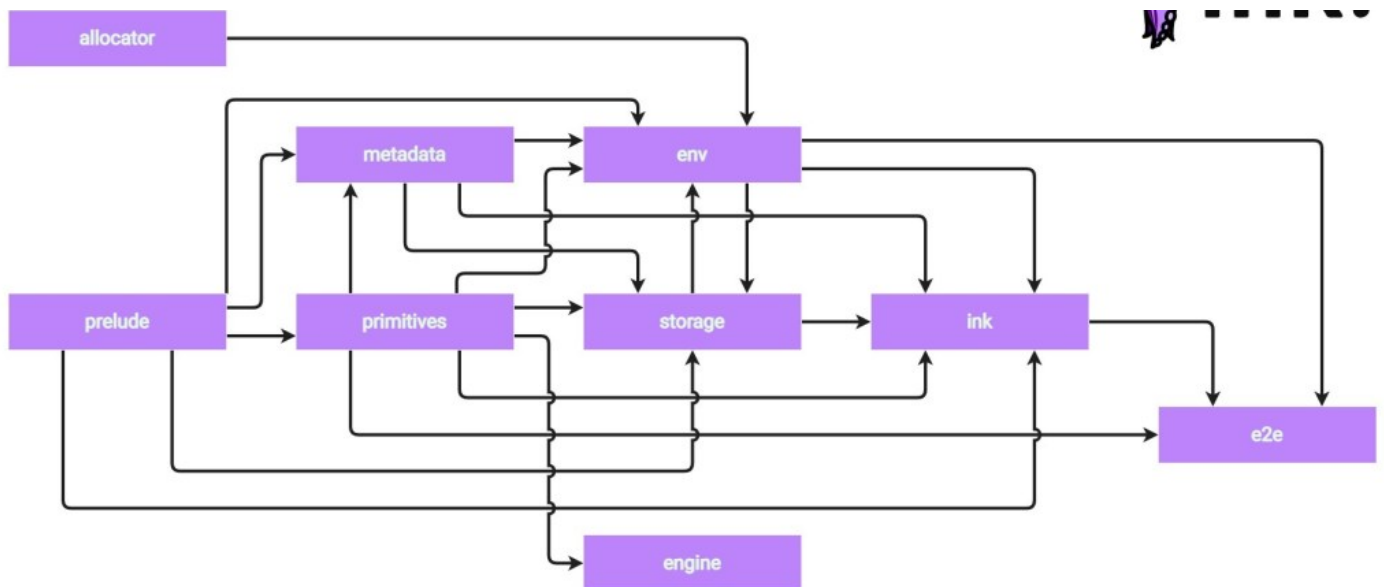 allocator
metadata
env
prelude
primitives
storage
ink
e2e
engine